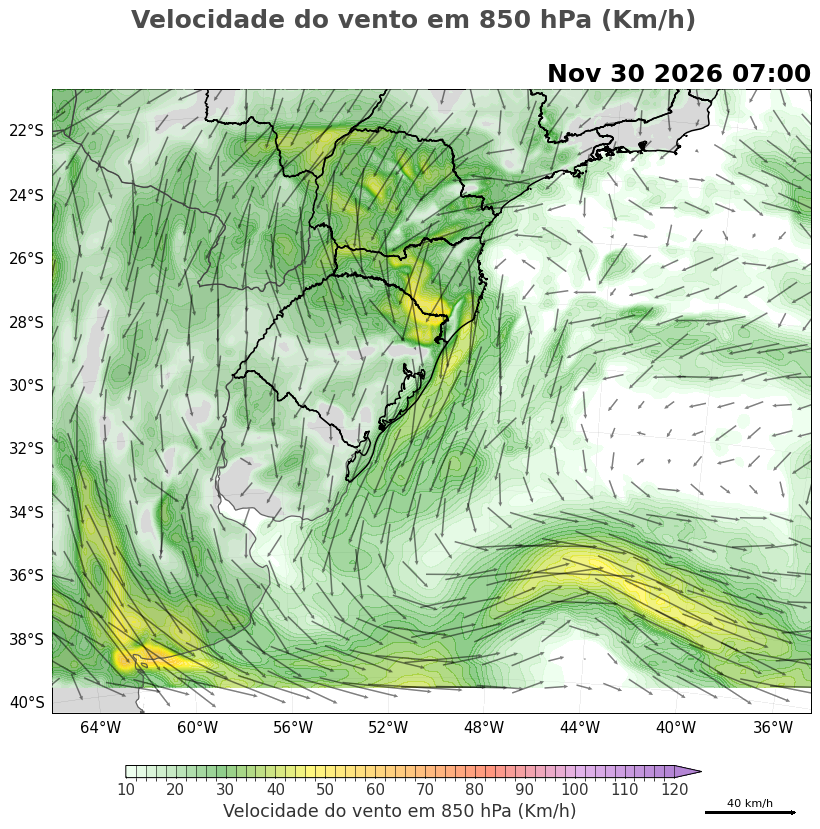 Velocidade do vento em 850 hPa (Km/h)
Nov 30 2026 07:00
22°S
24°S
26°S
28°S
30°S
32°S
34°S
36°S
38°S
40°S
64°W 60°W 56°W 52°W 48°W 44°W 40°W 36°W
10 20 30 40 50 60 70 80 90 100 110 120
Velocidade do vento em 850 hPa (Km/h)
40 km/h